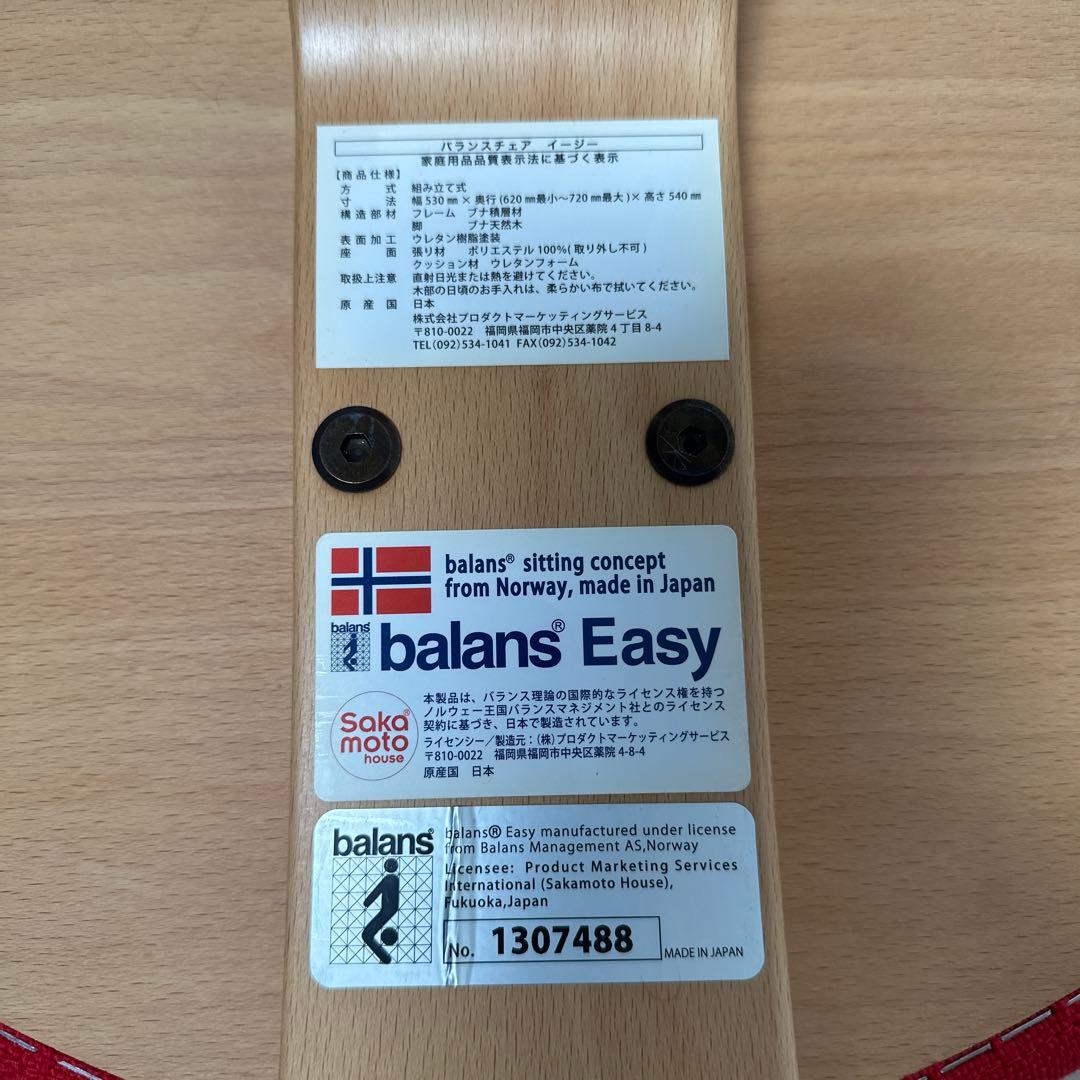 バランスチェア イージー
家庭用品品質表示法に基づく表示
【商品仕様】
方 式 組み立て式
寸 法 幅 530 ㎜ × 奥行 (620 ㎜最小～720 ㎜最大 )× 高さ 540 ㎜
構造部材 フレーム ブナ積層材
脚 ブナ天然木
表面加工 ウレタン樹脂塗装
座 面 張り材 ポリエステル 100%( 取り外し不可 )
クッション材 ウレタンフォーム
取扱上注意 直射日光または熱を避けてください。
木部の日頃のお手入れは、柔らかい布で拭いてください。
原 産 国 日本
株式会社プロダクトマーケッティングサービス
〒810-0022 福岡県福岡市中央区薬院 4 丁目 8-4
TEL(092)534-1041 FAX(092)534-1042
balans® sitting concept
from Norway, made in Japan
balans
balans® Easy
本製品は、バランス理論の国際的なライセンス権を持つ
ノルウェー王国バランスマネジメント社とのライセンス
契約に基づき、日本で製造されています。
Saka®
moto
house
ライセンシー／製造元：(株)プロダクトマーケッティングサービス
〒810-0022 福岡県福岡市中央区薬院 4-8-4
原産国 日本
balans®
balans® Easy manufactured under license
from Balans Management AS,Norway
Licensee: Product Marketing Services
International (Sakamoto House),
Fukuoka,Japan
No. 1307488
MADE IN JAPAN